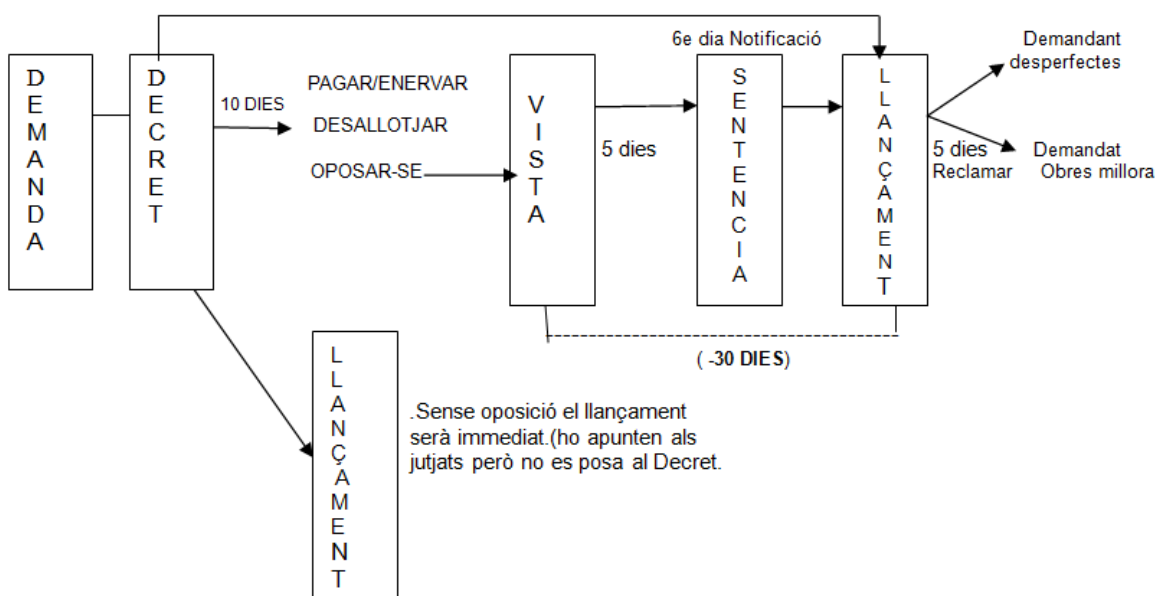 DEMANDA
DECRET
10 DIES
PAGAR/ENERVAR
DESALLOTJAR
OPOSAR-SE
VISTA
5 dies
6e dia Notificació
SENTENCIA
LLANÇAMENT
5 dies
Reclamar
Demandant
desperfectes
Demandat
Obres millora
( -30 DIES)
LLANÇAMENT
.Sense oposició el llançament
serà immediat.(ho apunten als
jutjats però no es posa al Decret.